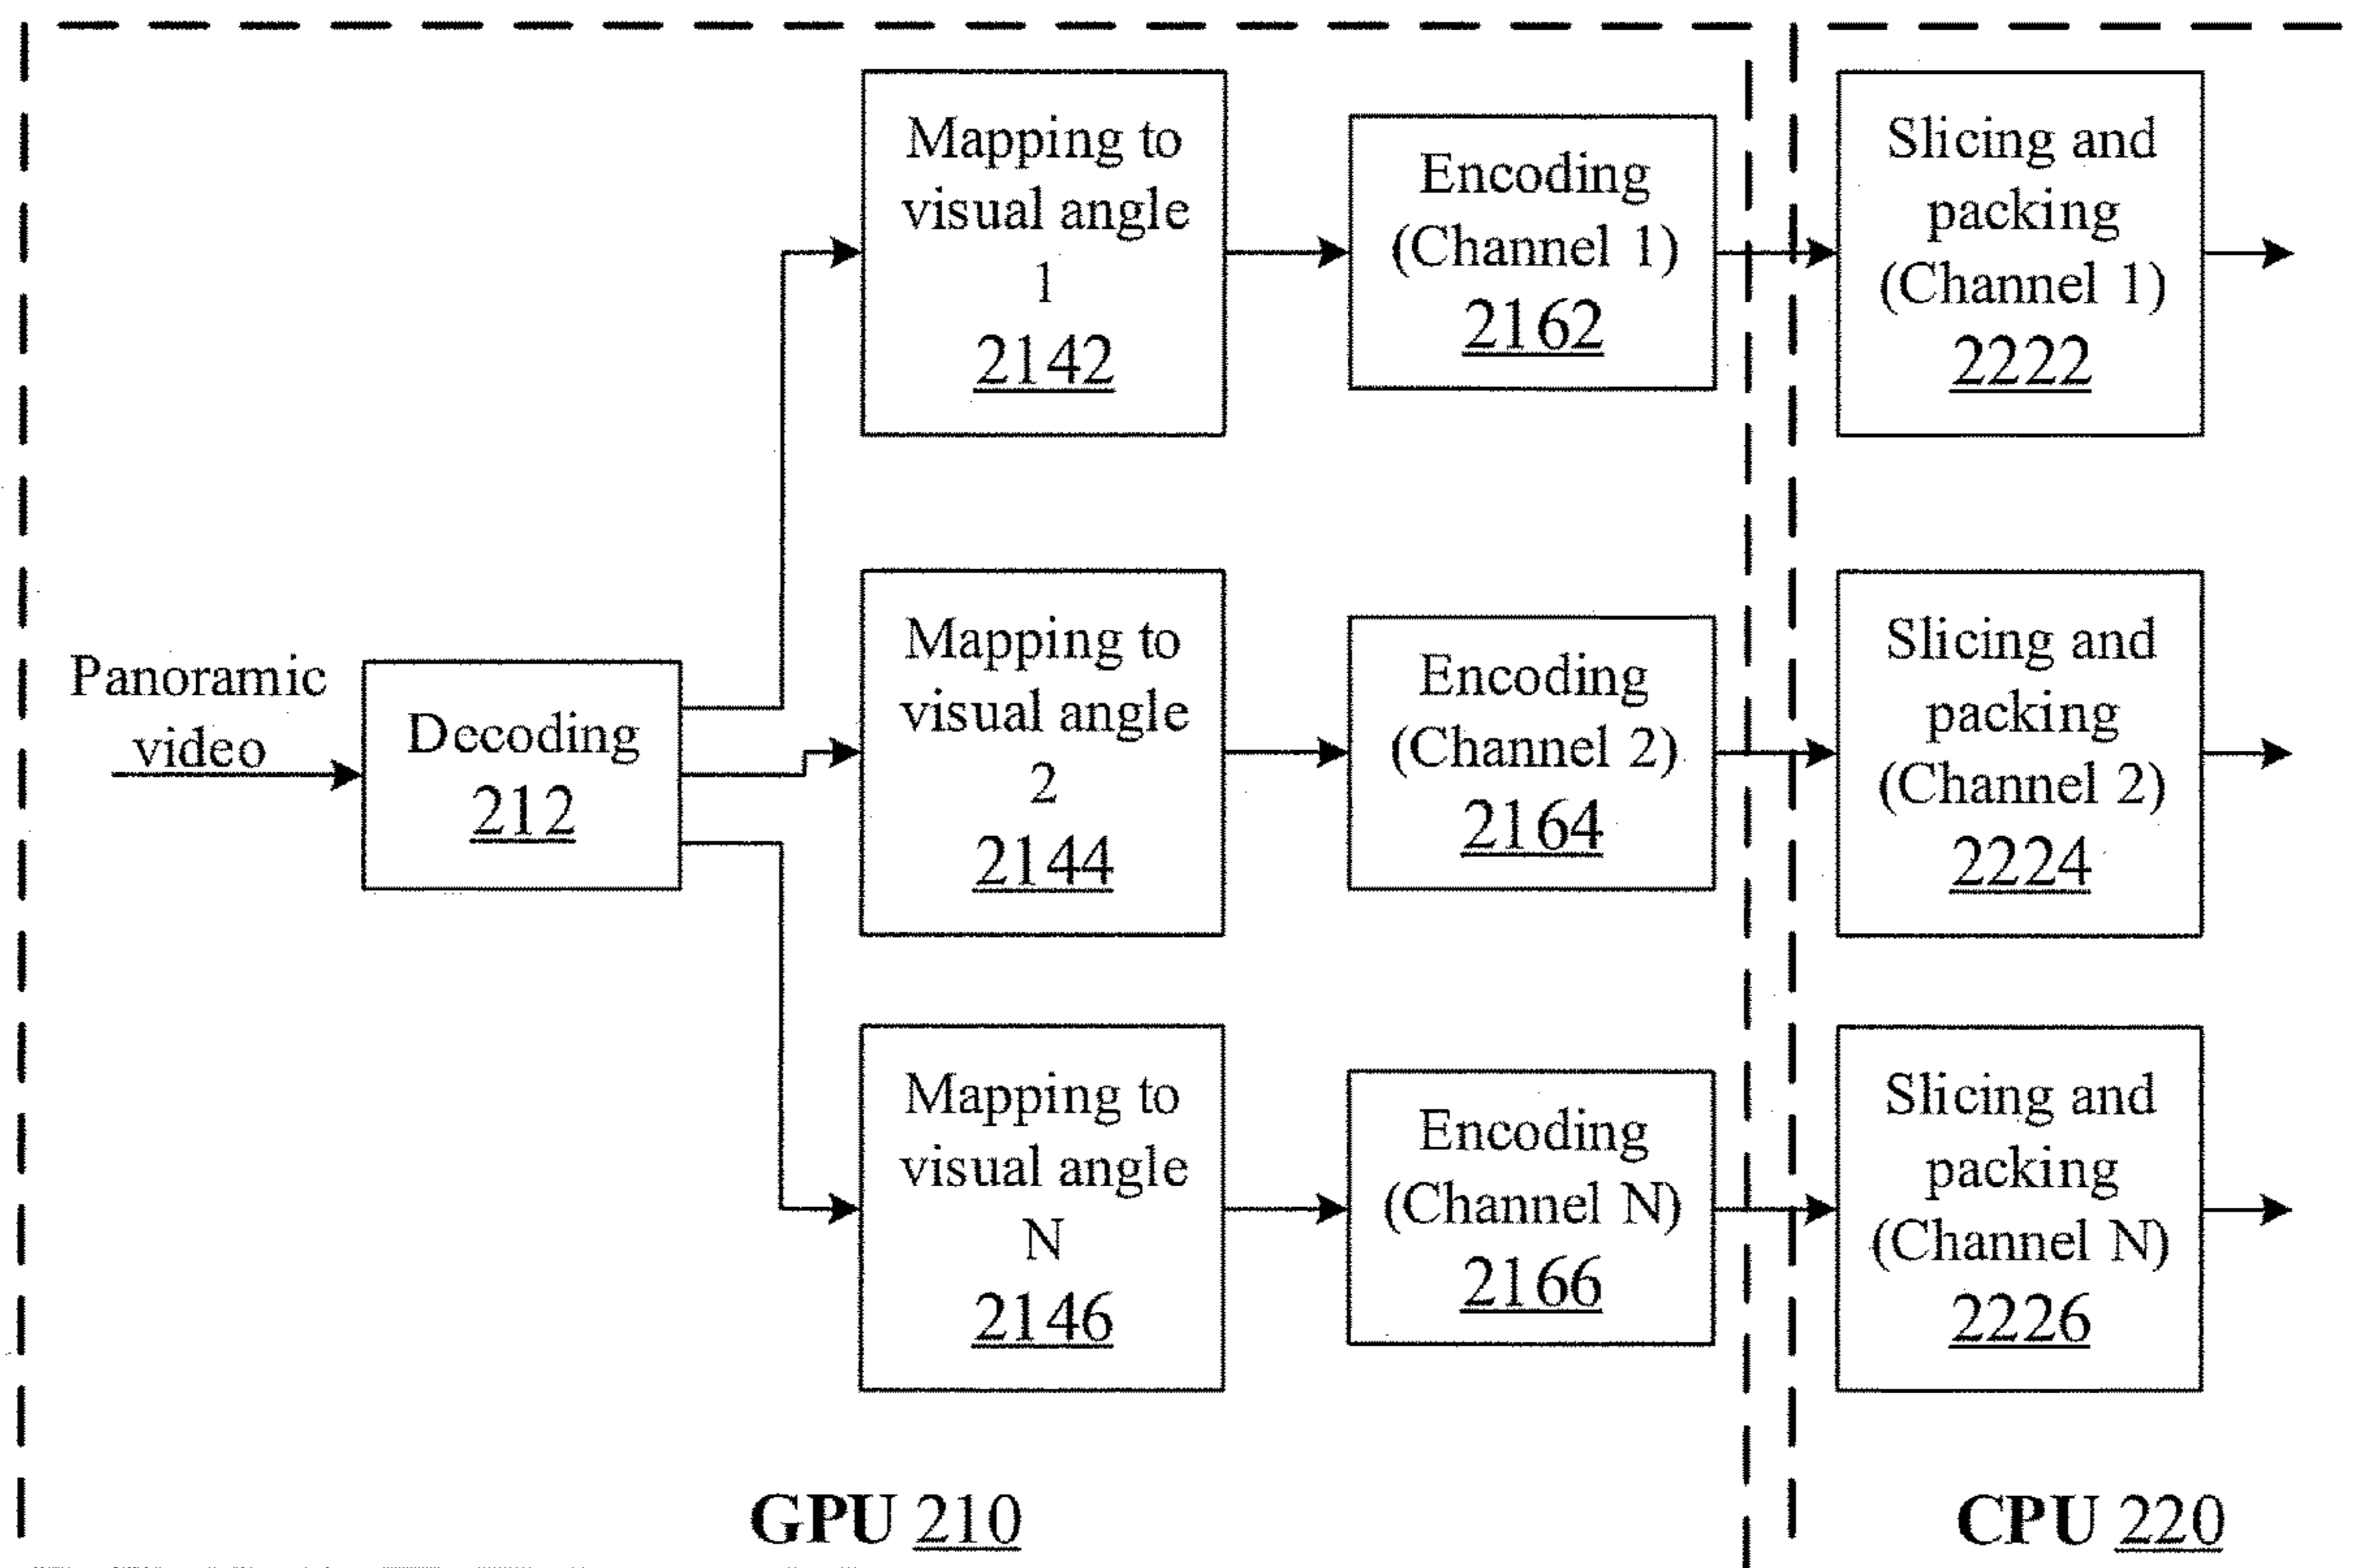 Panoramic
video
Decoding
212
Mapping to
visual angle
1
2142
Encoding
(Channel 1)
2162
Slicing and
packing
(Channel 1)
2222
Mapping to
visual angle
2
2144
Encoding
(Channel 2)
2164
Slicing and
packing
(Channel 2)
2224
Mapping to
visual angle
N
2146
Encoding
(Channel N)
2166
Slicing and
packing
(Channel N)
2226
GPU 210
CPU 220